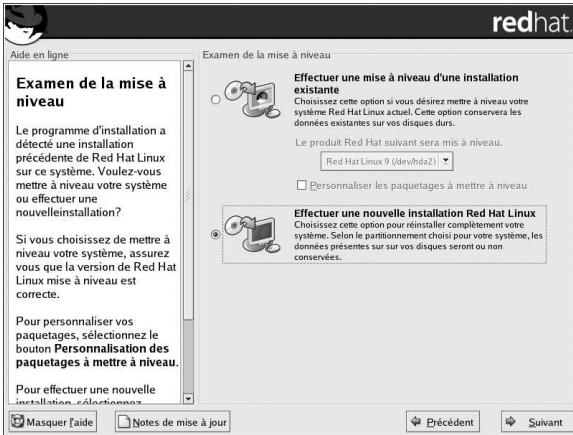 redhat.
Aide en ligne
Examen de la mise à
niveau
Le programme d'installation a
détecté une installation
précédente de Red Hat Linux
sur ce système. Voulez-vous
mettre à niveau votre système
ou effectuer une
nouvelleinstallation?
Si vous choisissez de mettre à
niveau votre système, assurez
vous que la version de Red Hat
Linux mise à niveau est
correcte.
Pour personnaliser vos
paquetages, sélectionnez le
bouton Personnalisation des
paquetages à mettre à niveau.
Pour effectuer une nouvelle
installation, sélectionnez
Examen de la mise à niveau
Effectuer une mise à niveau d'une installation
existante
Choisissez cette option si vous désirez mettre à niveau votre
système Red Hat Linux actuel. Cette option conservera les
données existantes sur vos disques durs.
Le produit Red Hat suivant sera mis à niveau.
Red Hat Linux 9 (/dev/hda2)
Personnaliser les paquetages à mettre à niveau
Effectuer une nouvelle installation Red Hat Linux
Choisissez cette option pour réinstaller complètement votre
système. Selon le partitionnement choisi pour votre système, les
données présentes sur sur vos disques seront ou non
conservées.
Masquer l'aide
Notes de mise à jour
Précédent
Suivant